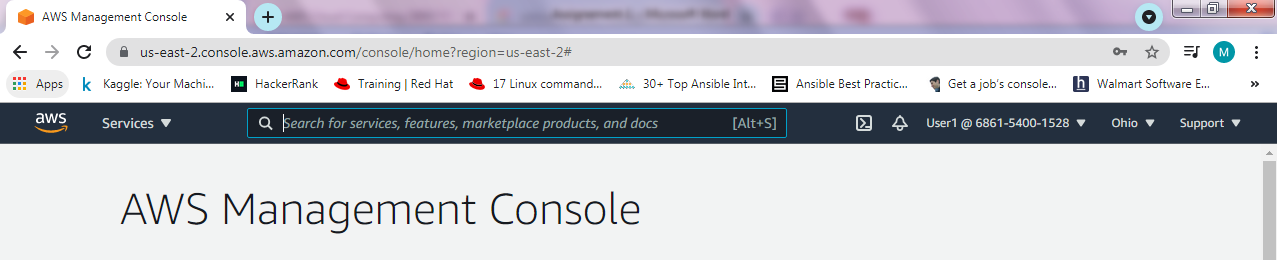 AWS Management Console
us-east-2.console.aws.amazon.com/console/home?region=us-east-2#
M
Apps
k Kaggle: Your Machi...
HackerRank
Training | Red Hat
17 Linux command...
30+ Top Ansible Int...
Ansible Best Practic...
Get a job's console...
h Walmart Software E...
»
aws
Services
Search for services, features, marketplace products, and docs
[Alt+S]
User1 @ 6861-5400-1528
Ohio
Support
AWS Management Console